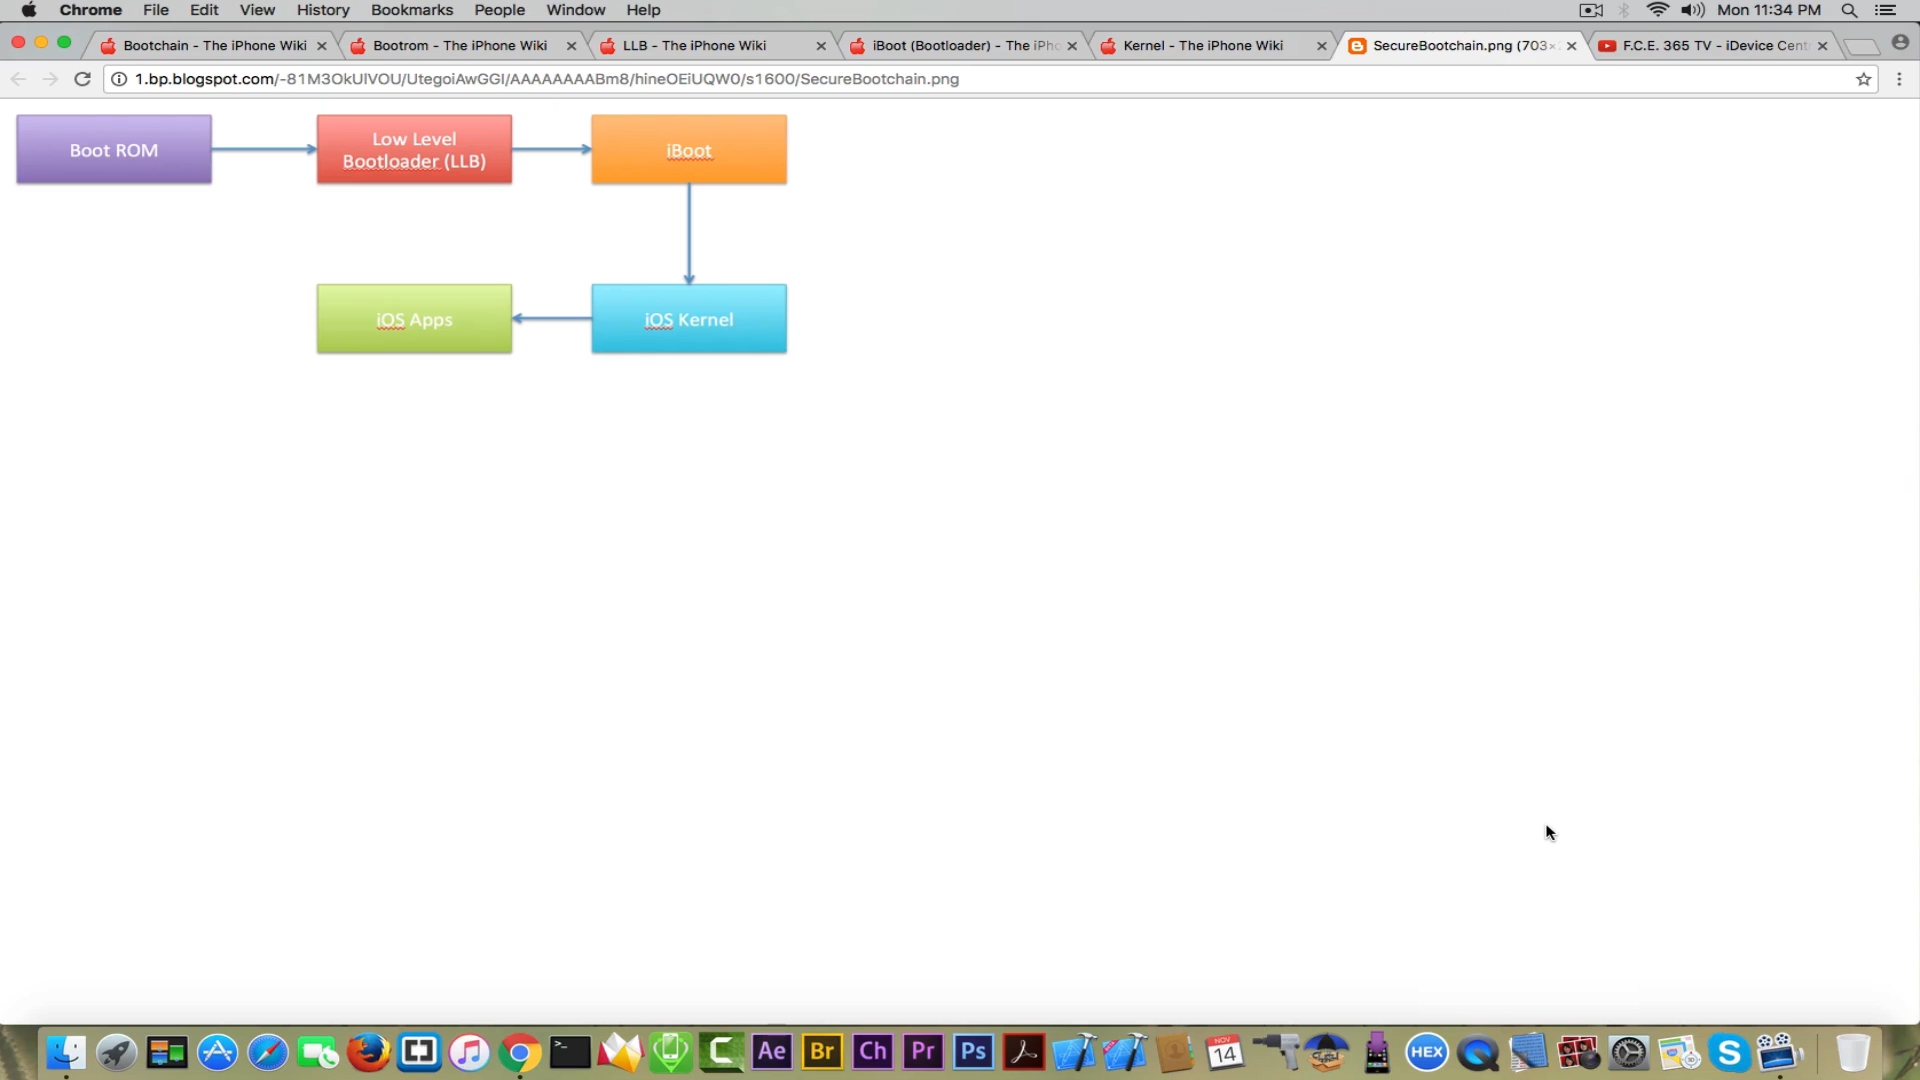 Chrome File Edit View History Bookmarks People Window Help Mon 11:34 PM
Bootchain - The iPhone Wiki
Bootrom - The iPhone Wiki
LLB - The iPhone Wiki
iBoot (Bootloader) - The iPho
Kernel - The iPhone Wiki
SecureBootchain.png (703×
F.C.E. 365 TV - iDevice Cent
1.bp.blogspot.com/-81M3OkUlVOU/UtegoiAwGGI/AAAAAAAABm8/hineOEiUQW0/s1600/SecureBootchain.png
Boot ROM
Low Level
Bootloader (LLB)
iBoot
iOS Apps
iOS Kernel
Ae Br Ch Pr Ps
NOV
14
HEX